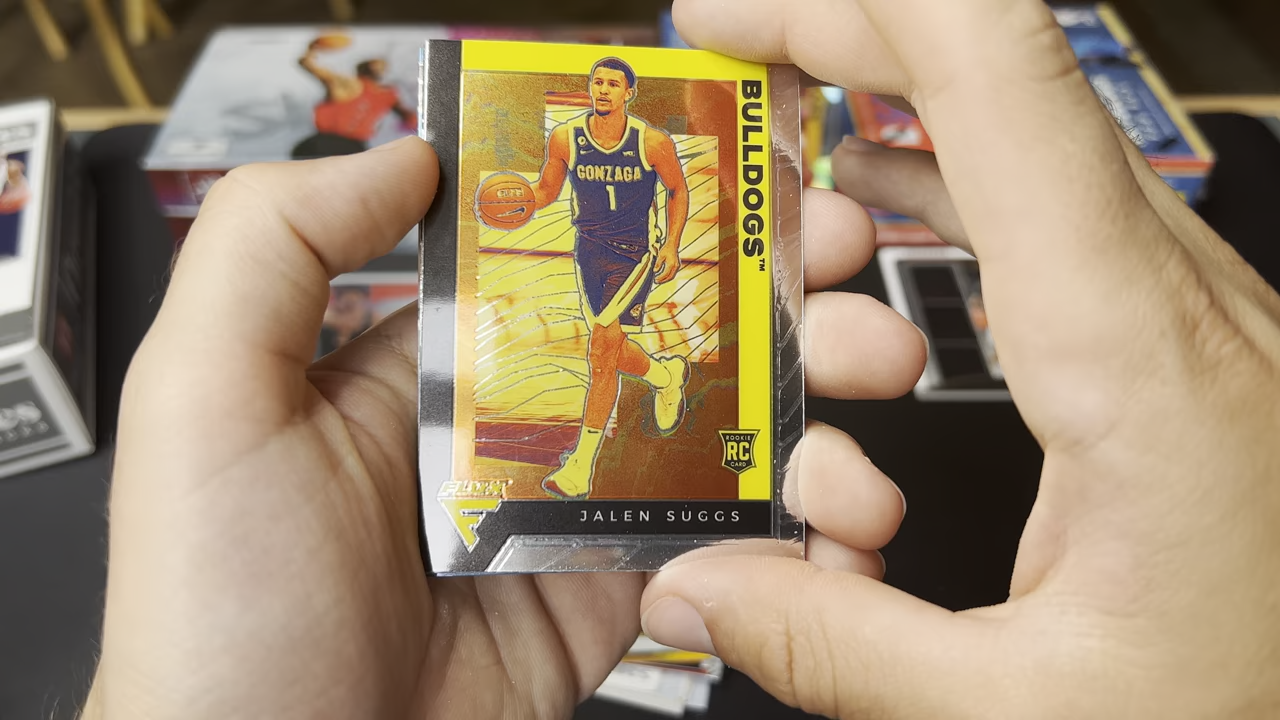 BULLDOGS™
GONZAGA
1
ROOKIE
RC
CARD
FLUX
JALEN SUGGS